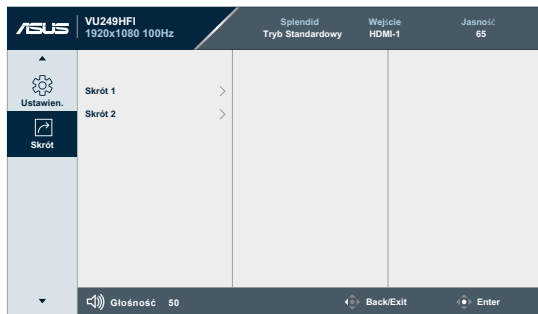 ASUS
VU249HFI
1920x1080 100Hz
Splendid
Tryb Standardowy
Wejście
HDMI-1
Jasność
65
Ustawien.
Skrót
Skrót 1
Skrót 2
Głośność 50
Back/Exit
Enter